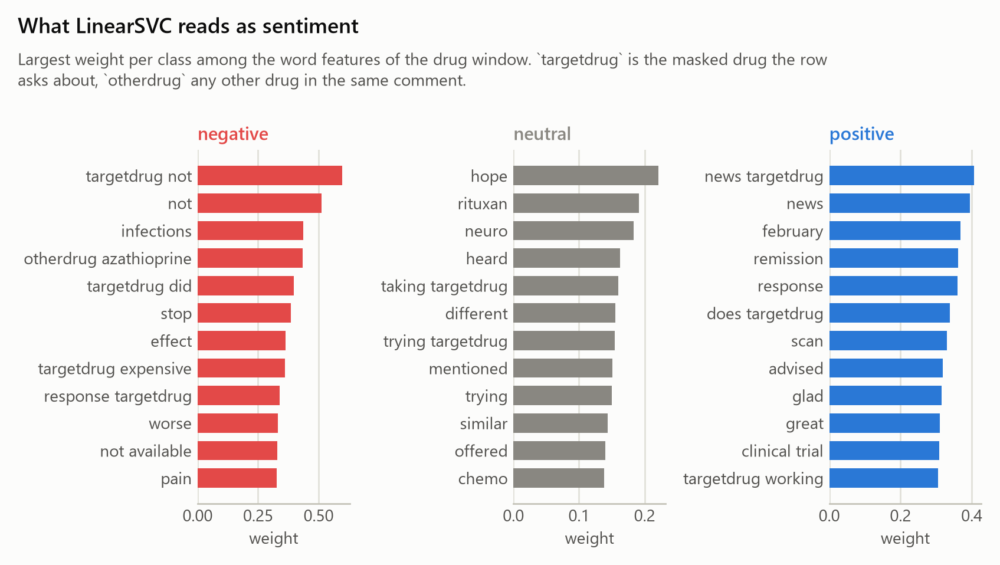 What LinearSVC reads as sentiment
Largest weight per class among the word features of the drug window. `targetdrug` is the masked drug the row
asks about, `otherdrug` any other drug in the same comment.
negative
targetdrug not
not
infections
otherdrug azathioprine
targetdrug did
stop
effect
targetdrug expensive
response targetdrug
worse
not available
pain
0.00 0.25 0.50
weight
neutral
hope
rituxan
neuro
heard
taking targetdrug
different
trying targetdrug
mentioned
trying
similar
offered
chemo
0.0 0.1 0.2
weight
positive
news targetdrug
news
february
remission
response
does targetdrug
scan
advised
glad
great
clinical trial
targetdrug working
0.0 0.2 0.4
weight